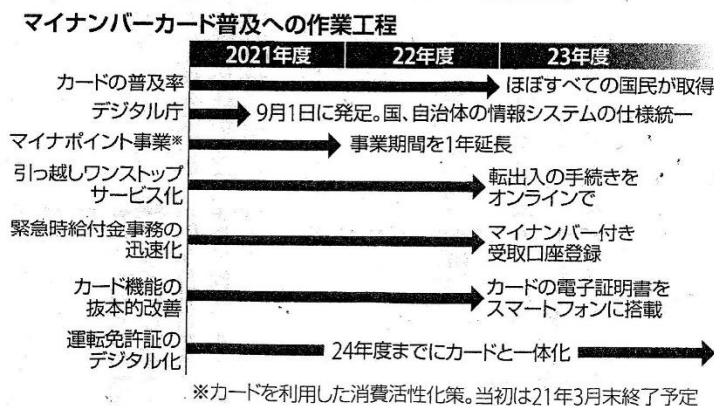 マイナンバーカード普及への作業工程
2021年度 22年度 23年度
カードの普及率 ほぼすべての国民が取得
デジタル庁 9月1日に発足。国、自治体の情報システムの仕様統一
マイナポイント事業※ 事業期間を1年延長
引っ越しワンストップ
サービス化
転出入の手続きを
オンラインで
緊急時給付金事務の
迅速化
マイナンバー付き
受取口座登録
カード機能の
抜本的改善
カードの電子証明書を
スマートフォンに搭載
運転免許証の
デジタル化
24年度までにカードと一体化
※カードを利用した消費活性化策。当初は21年3月末終了予定